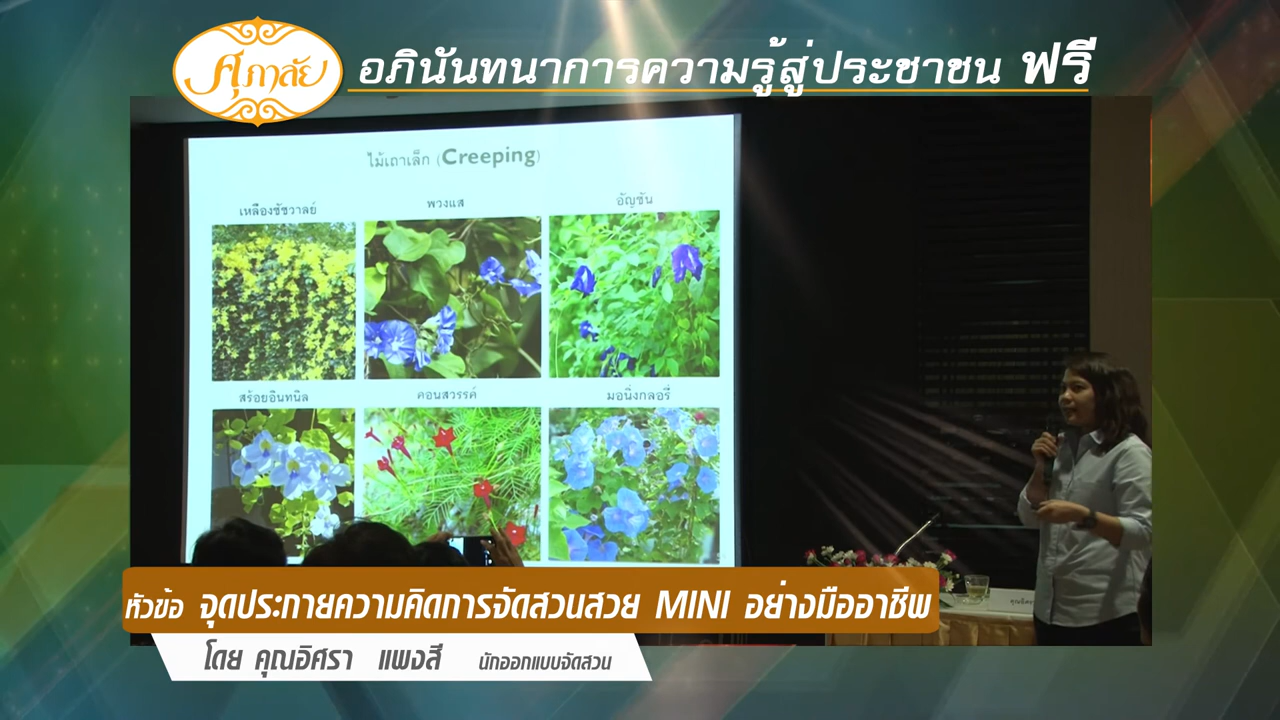 ศุภาลัย
อภินันทนาการความรู้สู่ประชาชน ฟรี
ไม้เถาเล็ก (Creeping)
เหลืองชัชวาลย์
พวงแส
อัญชัน
สร้อยอินทนิล
คอนสวรรค์
มอนิ่งกลอรี่
หัวข้อ จุดประกายความคิดการจัดสวนสวย MINI อย่างมืออาชีพ
โดย คุณอิศรา แพงสี นักออกแบบจัดสวน